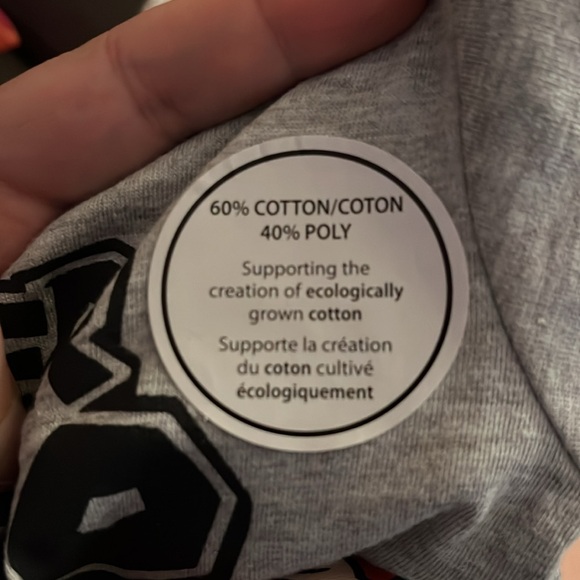 60% COTTON/COTON
40% POLY
Supporting the
creation of ecologically
grown cotton
Supporte la création
du coton cultivé
écologiquement